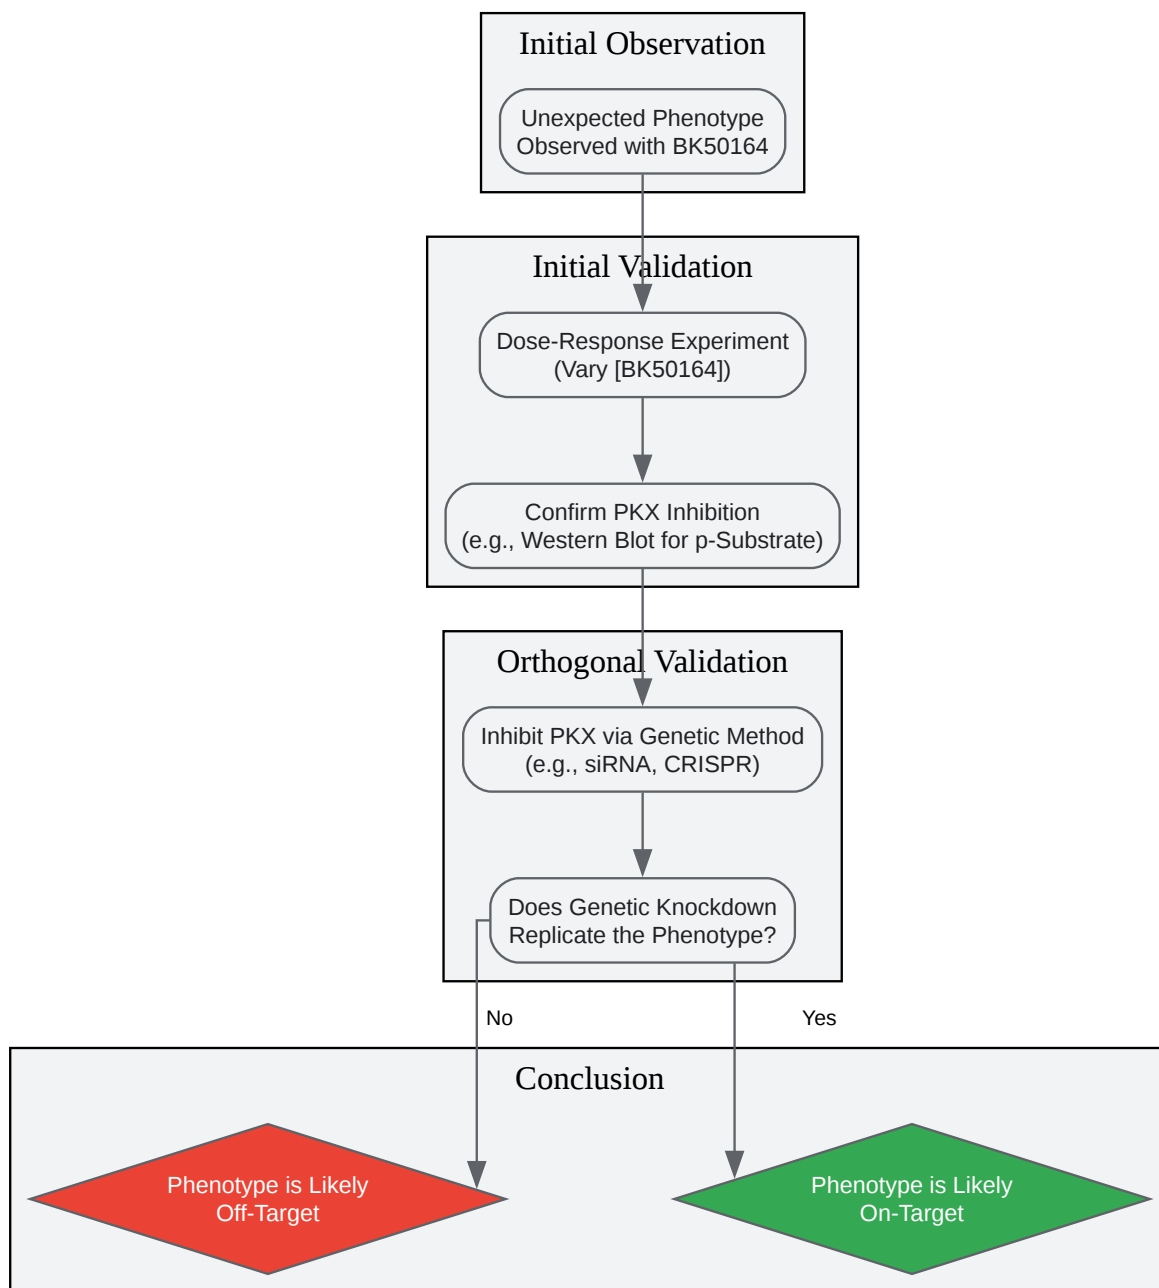 Initial Observation
Unexpected Phenotype
Observed with BK50164
Initial Validation
Dose-Response Experiment
(Vary [BK50164])
Confirm PKX Inhibition
(e.g., Western Blot for p-Substrate)
Orthogonal Validation
Inhibit PKX via Genetic Method
(e.g., siRNA, CRISPR)
Does Genetic Knockdown
Replicate the Phenotype?
No
Yes
Conclusion
Phenotype is Likely
Off-Target
Phenotype is Likely
On-Target